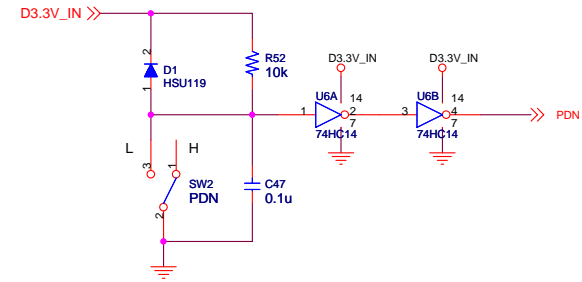 D3.3V_IN
2
D1
HSU119
1
R52
10k
D3.3V_IN
D3.3V_IN
U6A
14
1
2
7
74HC14
U6B
14
3
4
7
74HC14
PDN
L
H
3
1
SW2
PDN
2
C47
0.1u